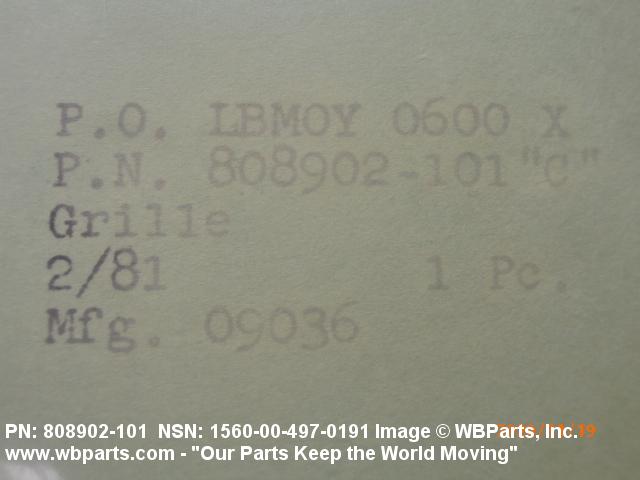 P.O. LBMOY 0600 X
P.N. 808902-101"C"
Grille
2/81 1 Pc.
Mfg. 09036
PN: 808902-101 NSN: 1560-00-497-0191 Image © WBParts, Inc.
www.wbparts.com - "Our Parts Keep the World Moving"